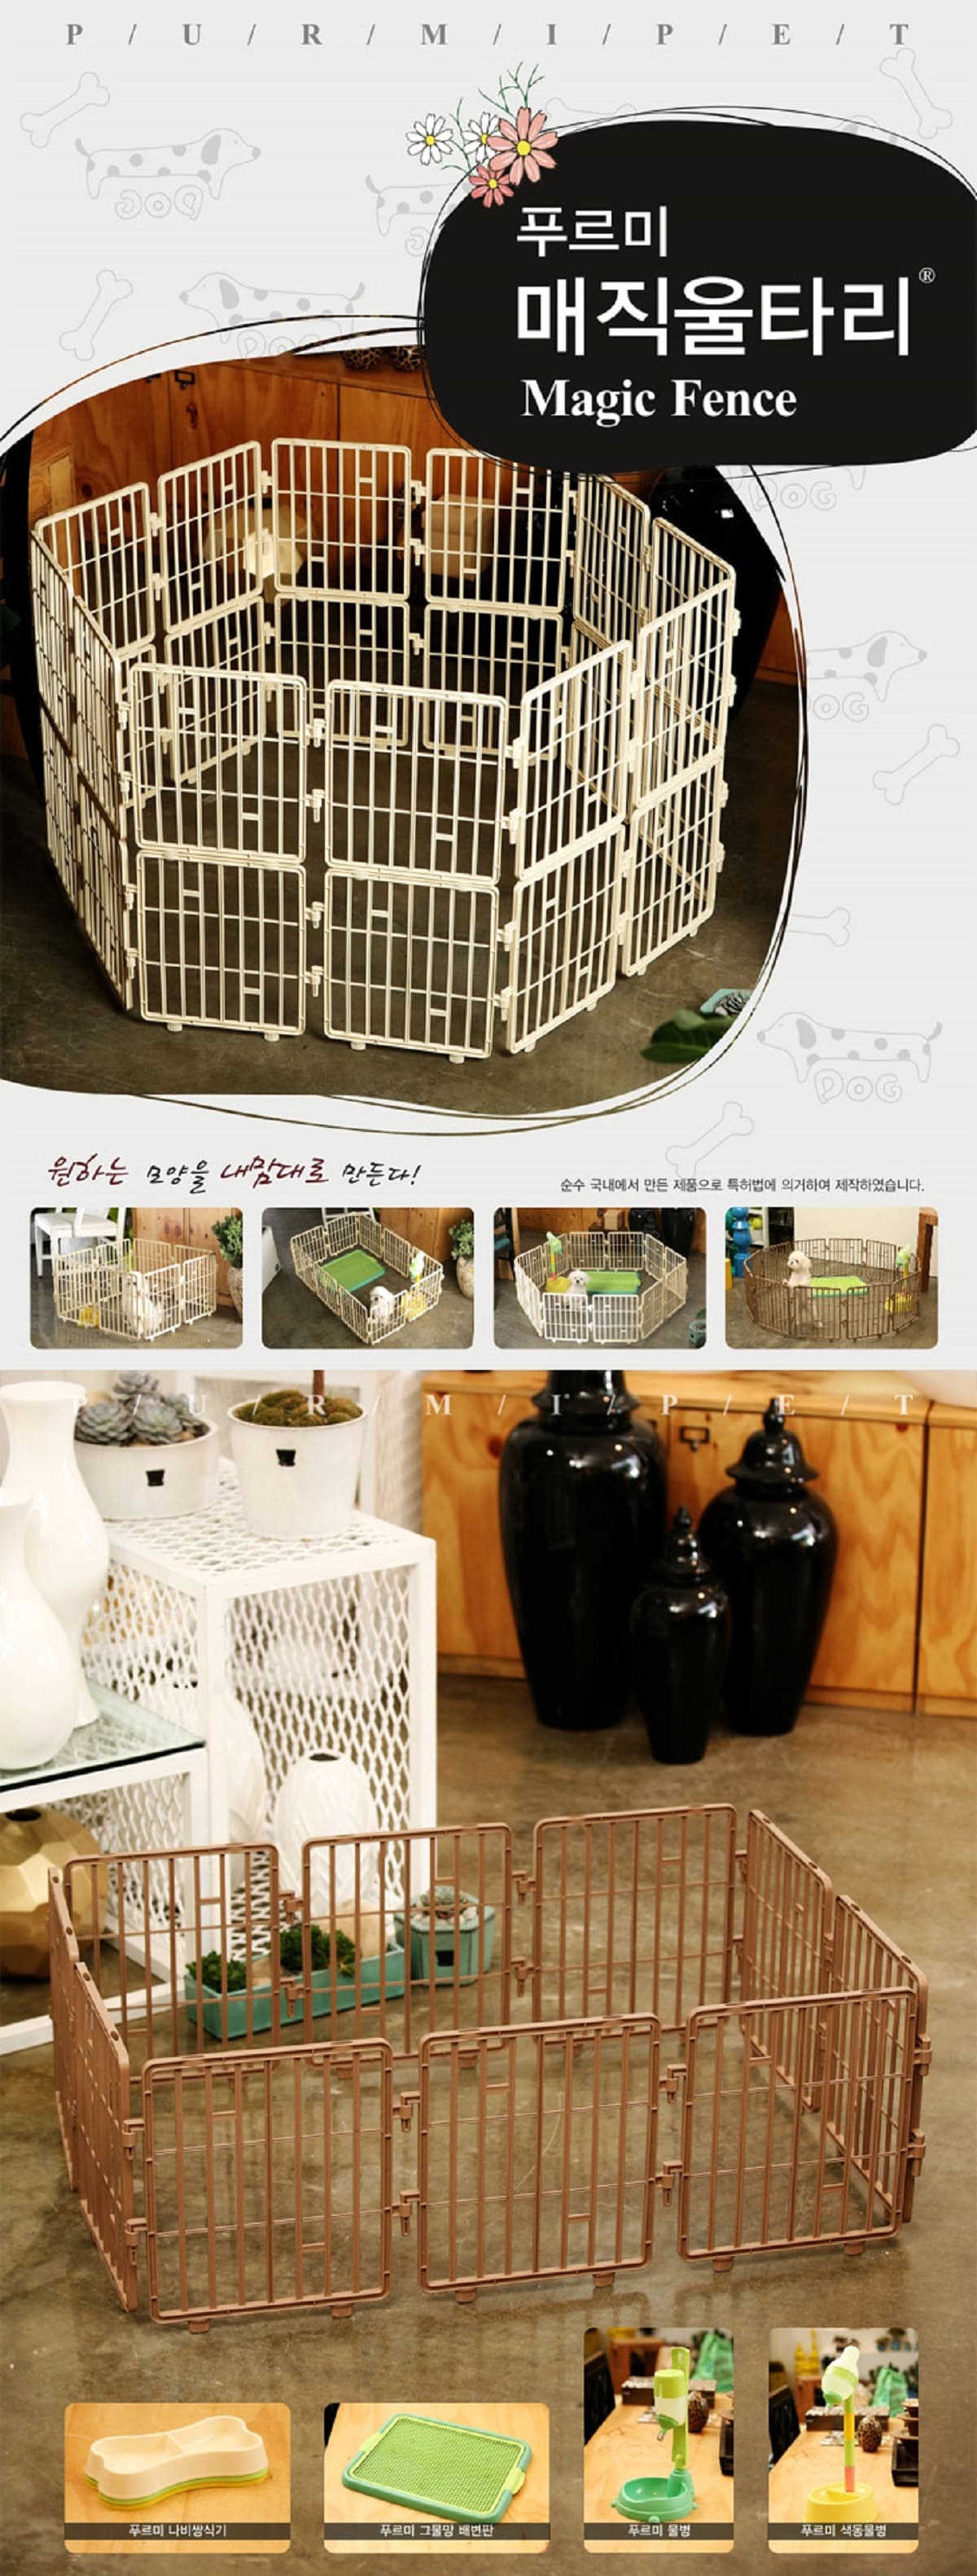 P / U / R / M / I / P / E / T
DOG
DOG
푸르미
매직울타리®
Magic Fence
DOG
DOG
DOG
원하는 모양을 내맘대로 만든다!
순수 국내에서 만든 제품으로 특허법에 의거하여 제작하였습니다.
P / U / R / M / I / P / E / T
푸르미 나비쌍식기
푸르미 그물망 배변판
푸르미 물병
푸르미 색동물병